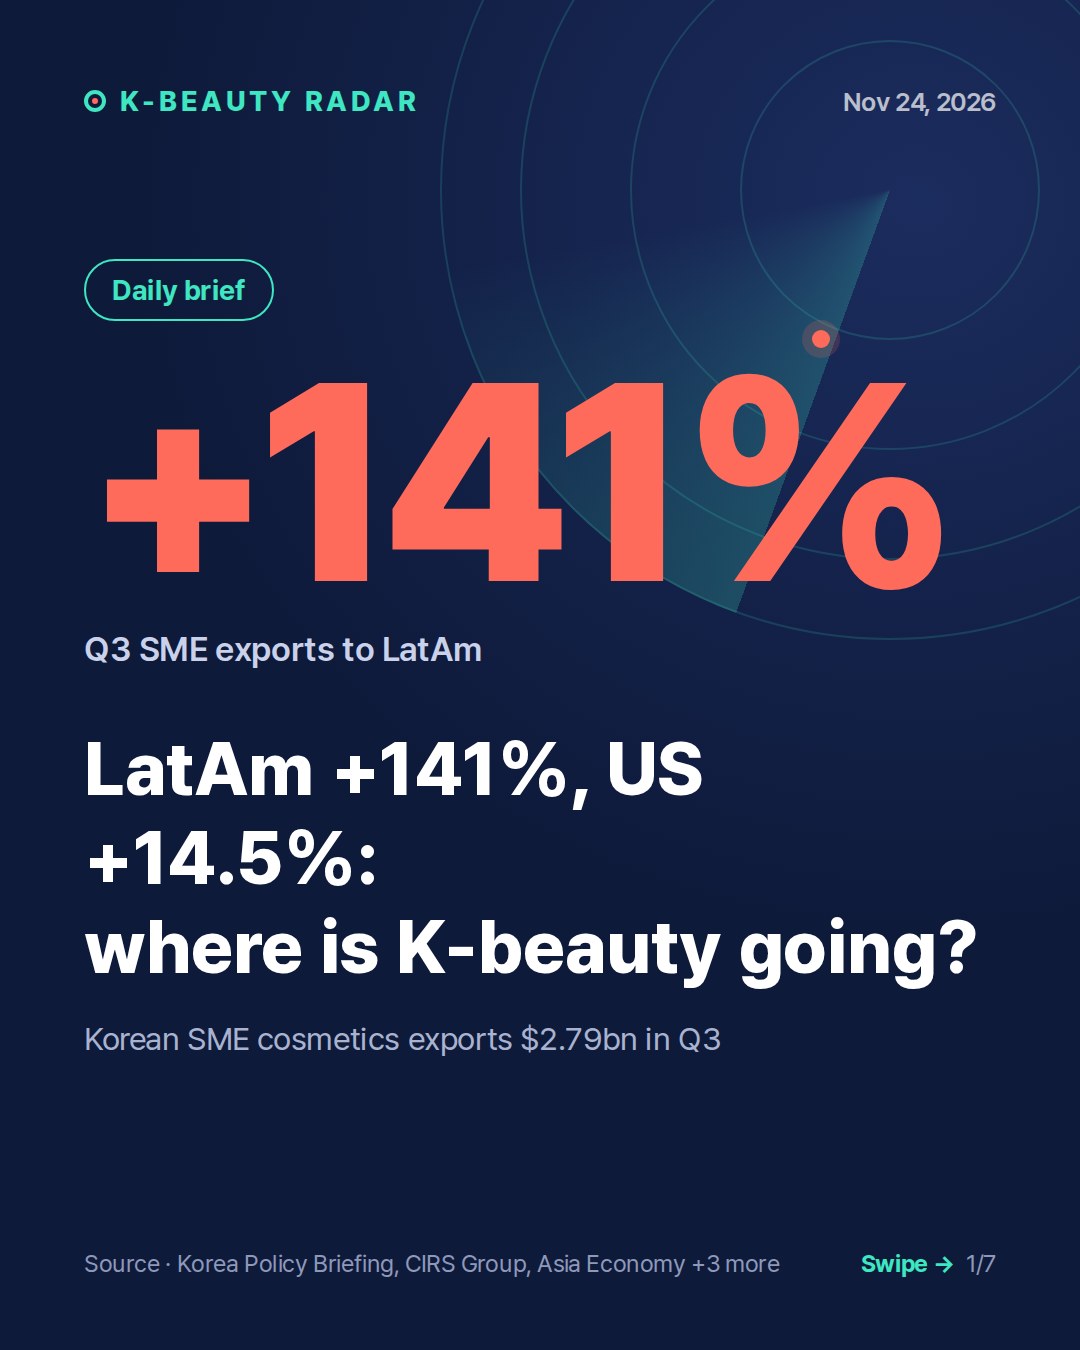 K-BEAUTY RADAR
Nov 24, 2026
Daily brief
+141%
Q3 SME exports to LatAm
LatAm +141%, US
+14.5%:
where is K-beauty going?
Korean SME cosmetics exports $2.79bn in Q3
Source · Korea Policy Briefing, CIRS Group, Asia Economy +3 more
Swipe → 1/7